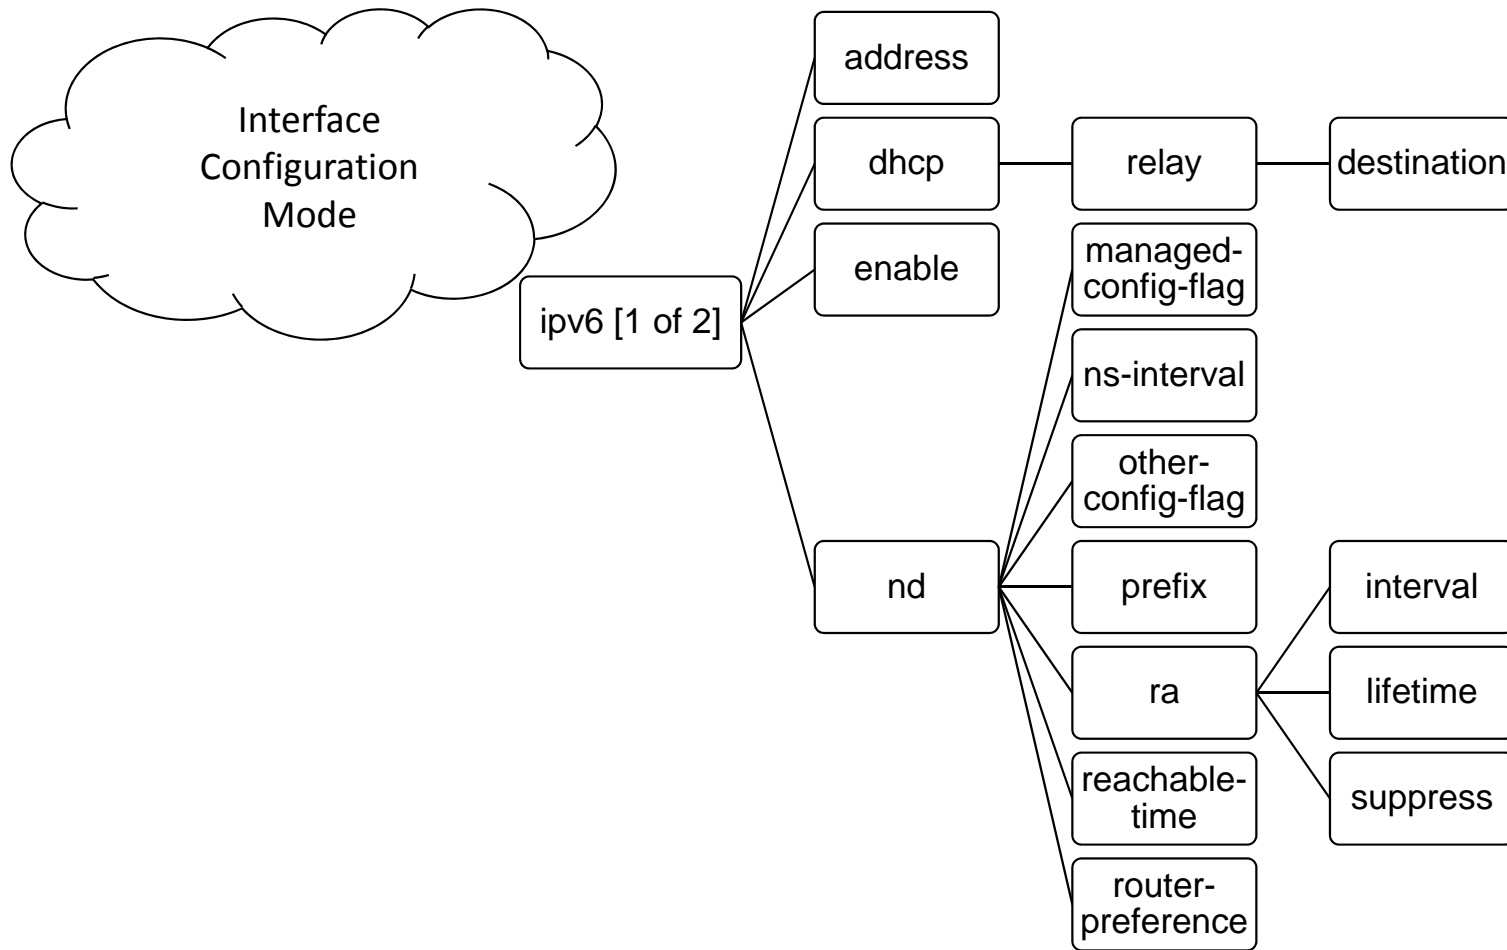 Interface
Configuration
Mode
ipv6 [1 of 2]
address
dhcp
relay
destination
enable
nd
managed-
config-flag
ns-interval
other-
config-flag
prefix
ra
interval
lifetime
suppress
reachable-
time
router-
preference